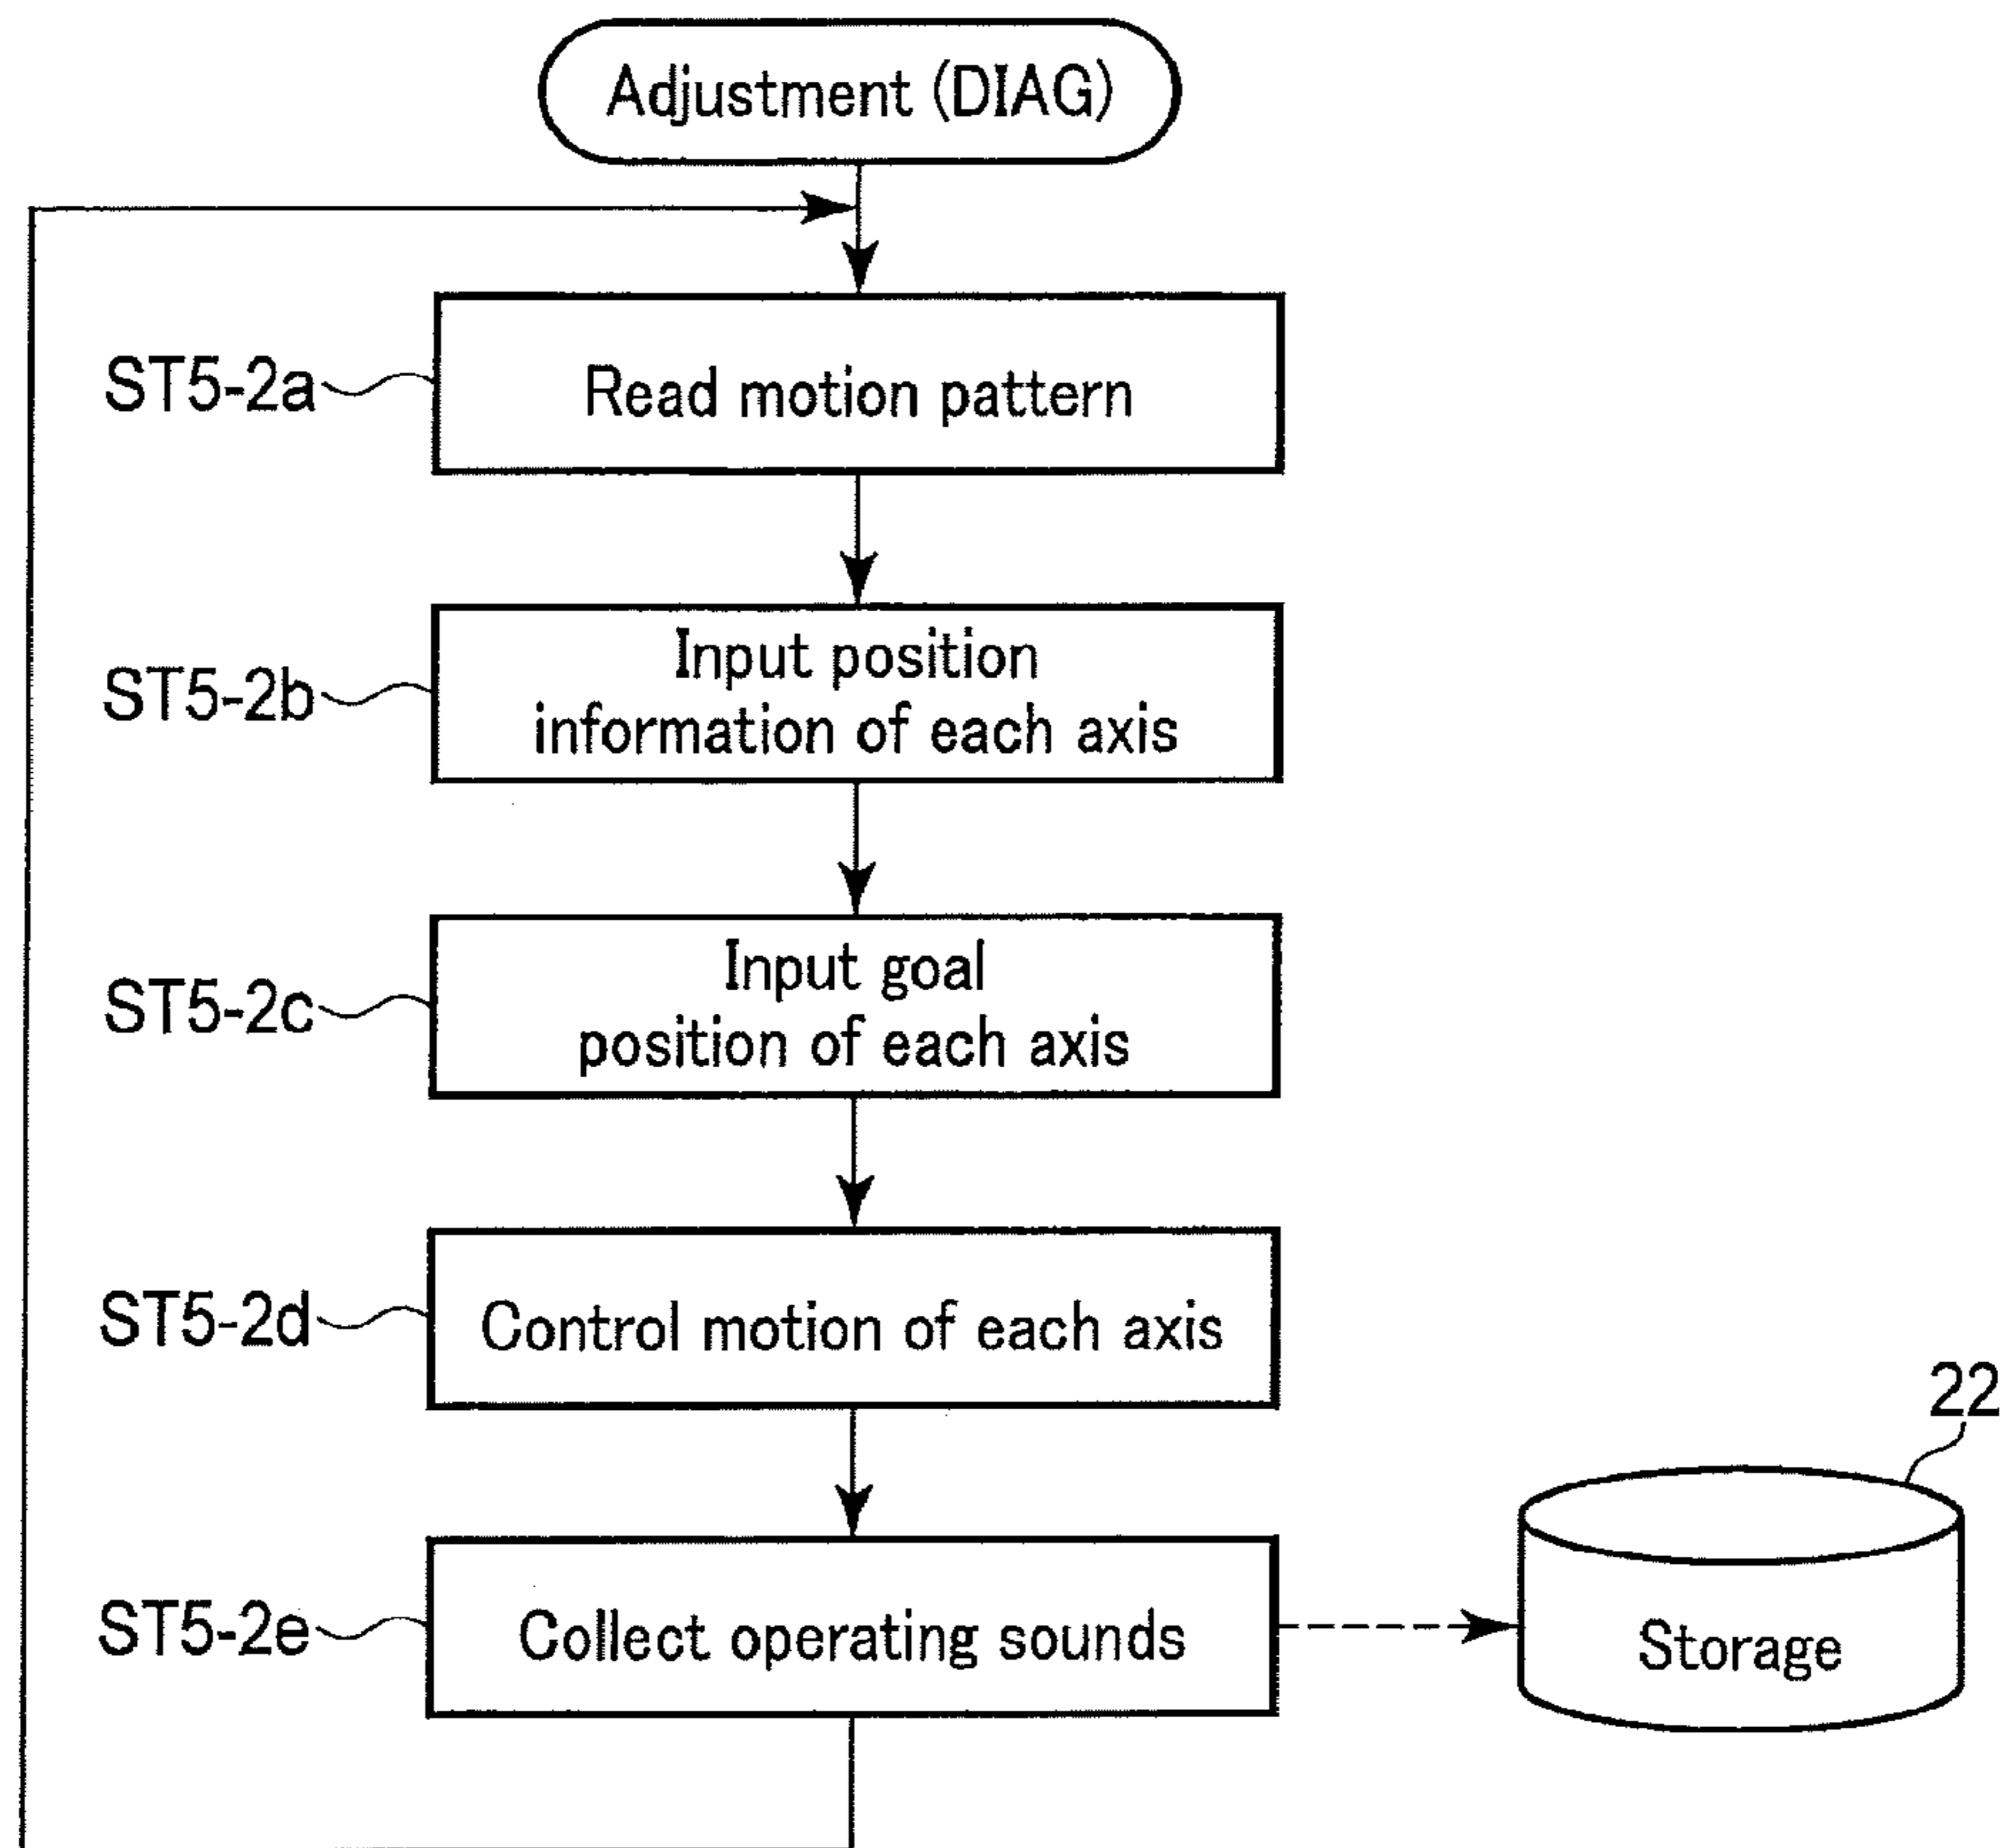 Adjustment (DIAG)
ST5-2a
Read motion pattern
ST5-2b
Input position
information of each axis
ST5-2c
Input goal
position of each axis
ST5-2d
Control motion of each axis
22
ST5-2e
Collect operating sounds
Storage